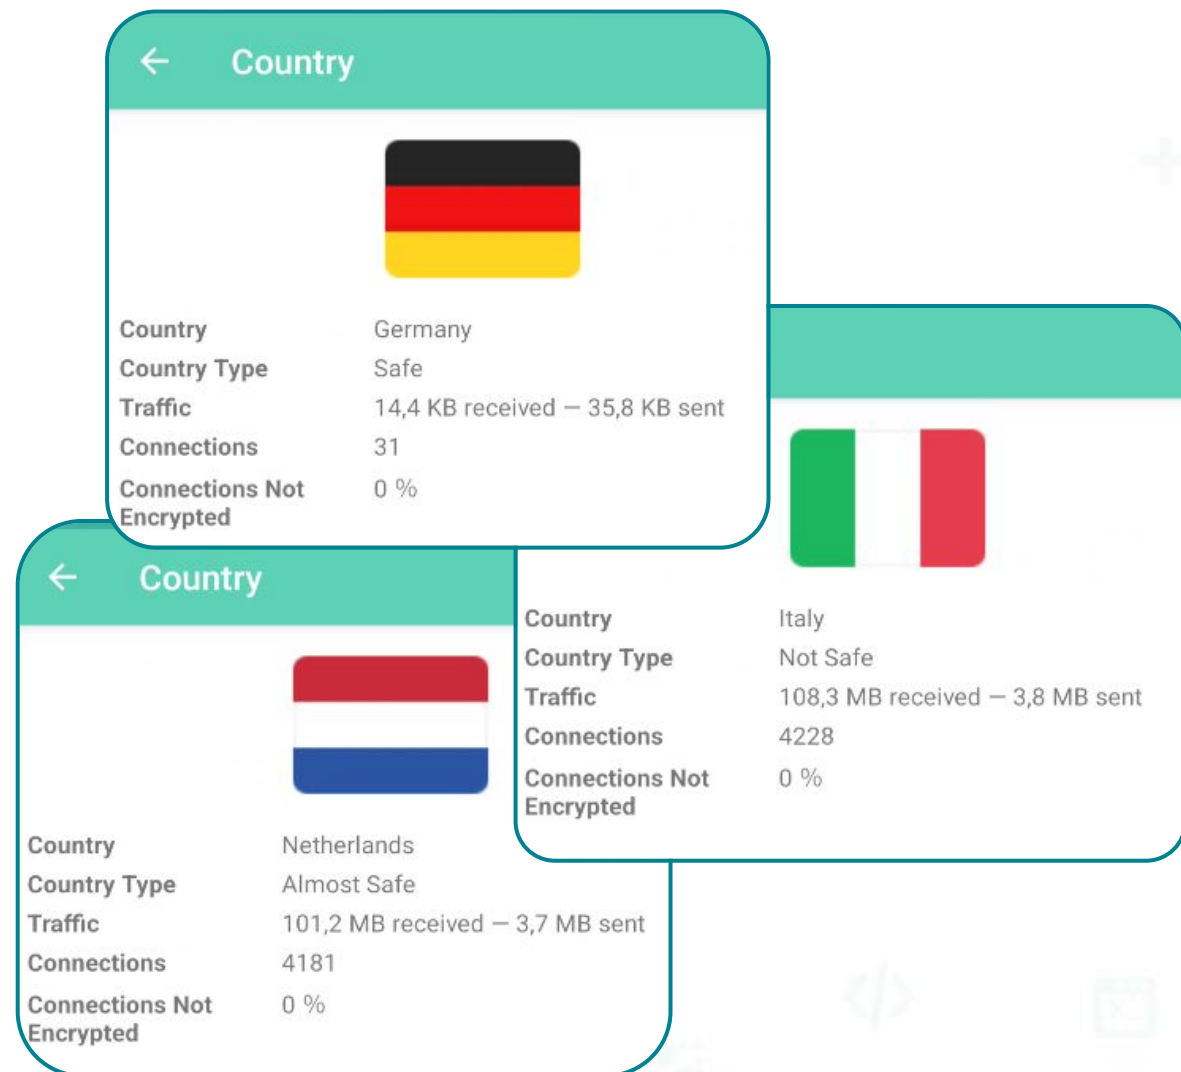 Country
Country Germany
Country Type Safe
Traffic 14,4 KB received — 35,8 KB sent
Connections 31
Connections Not 0 %
Encrypted
Country Italy
Country Type Not Safe
Traffic 108,3 MB received — 3,8 MB sent
Connections 4228
Connections Not 0 %
Encrypted
Country
Country Netherlands
Country Type Almost Safe
Traffic 101,2 MB received — 3,7 MB sent
Connections 4181
Connections Not 0 %
Encrypted